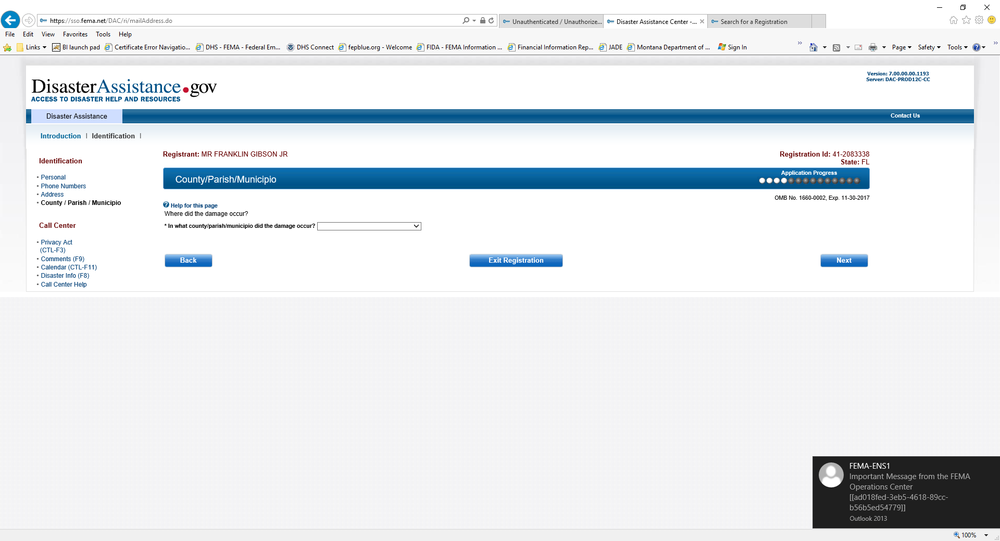 https://sso.fema.net/DAC/ri/mailAddress.do
Unauthenticated / Unauthorize...
Disaster Assistance Center -...
Search for a Registration
File Edit View Favorites Tools Help
Links BI launch pad Certificate Error Navigatio... DHS - FEMA - Federal Em... DHS Connect fepblue.org - Welcome FIDA - FEMA Information ... Financial Information Rep... JADE Montana Department of ... Sign In » Page Safety Tools »
Version: 7.00.00.00.1193
Server: DAC-PROD12C-CC
DisasterAssistance.gov
ACCESS TO DISASTER HELP AND RESOURCES
Disaster Assistance
Contact Us
Introduction | Identification |
Identification
• Personal
• Phone Numbers
• Address
• County / Parish / Municipio
Call Center
• Privacy Act
(CTL-F3)
• Comments (F9)
• Calendar (CTL-F11)
• Disaster Info (F8)
• Call Center Help
Registrant: MR FRANKLIN GIBSON JR
Registration Id: 41-2083338
State: FL
County/Parish/Municipio
Application Progress
OMB No. 1660-0002, Exp. 11-30-2017
? Help for this page
Where did the damage occur?
* In what county/parish/municipio did the damage occur?
Back
Exit Registration
Next
FEMA-ENS1
Important Message from the FEMA
Operations Center
[[ad018fed-3eb5-4618-89cc-
b56b5ed54779]]
Outlook 2013
100%